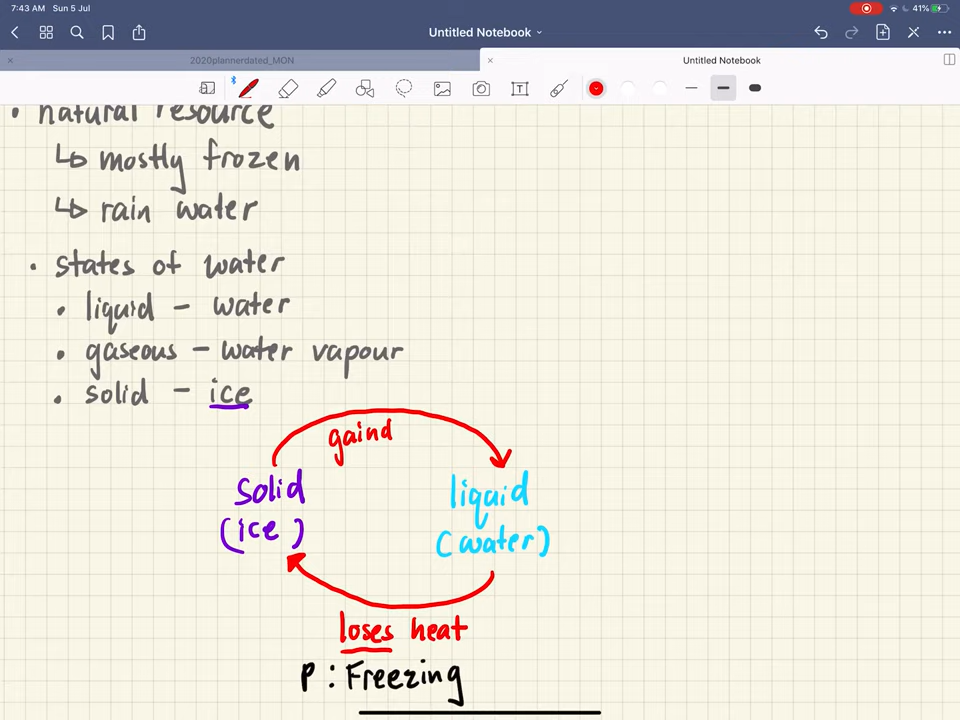 7:43 AM Sun 5 Jul
41%
Untitled Notebook
2020plannerdated_MON
Untitled Notebook
• natural resource
↳ mostly frozen
↳ rain water
• states of water
• liquid - water
• gaseous - water vapour
• solid - ice
gaind
solid
(ice)
liquid
(water)
loses heat
P : Freezing